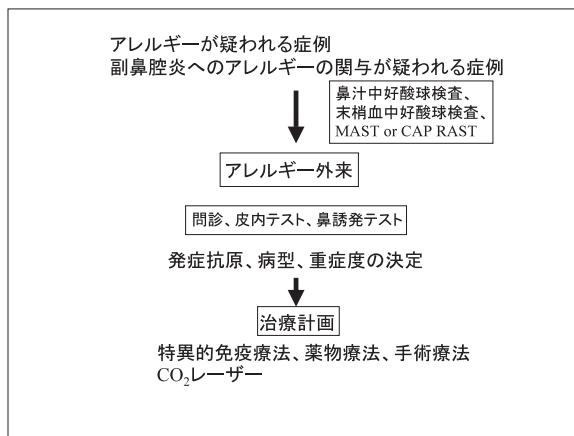 アレルギーが疑われる症例
副鼻腔炎へのアレルギーの関与が疑われる症例
鼻汁中好酸球検査、
末梢血中好酸球検査、
MAST or CAP RAST
アレルギー外来
問診、皮内テスト、鼻誘発テスト
発症抗原、病型、重症度の決定
治療計画
特異的免疫療法、薬物療法、手術療法
CO₂レーザー